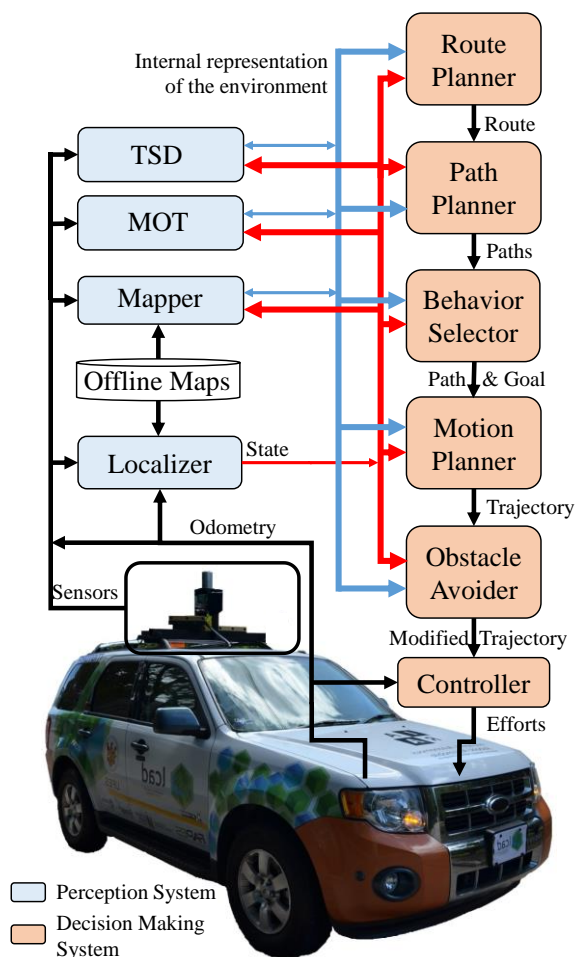 Internal representation
of the environment
Route
Planner
Route
TSD
Path
Planner
MOT
Paths
Mapper
Behavior
Selector
Offline Maps
Path & Goal
Motion
Planner
Localizer
State
Trajectory
Odometry
Obstacle
Avoider
Sensors
Modified Trajectory
Controller
Efforts
lcad
lcad
Perception System
Decision Making
System